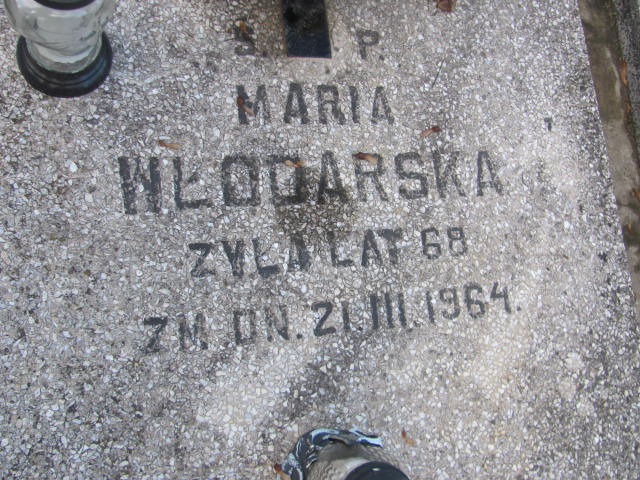 Ś. P.
MARIA
WŁODARSKA
ŻYŁA LAT 68
ZM. DN. 21.III.1964.